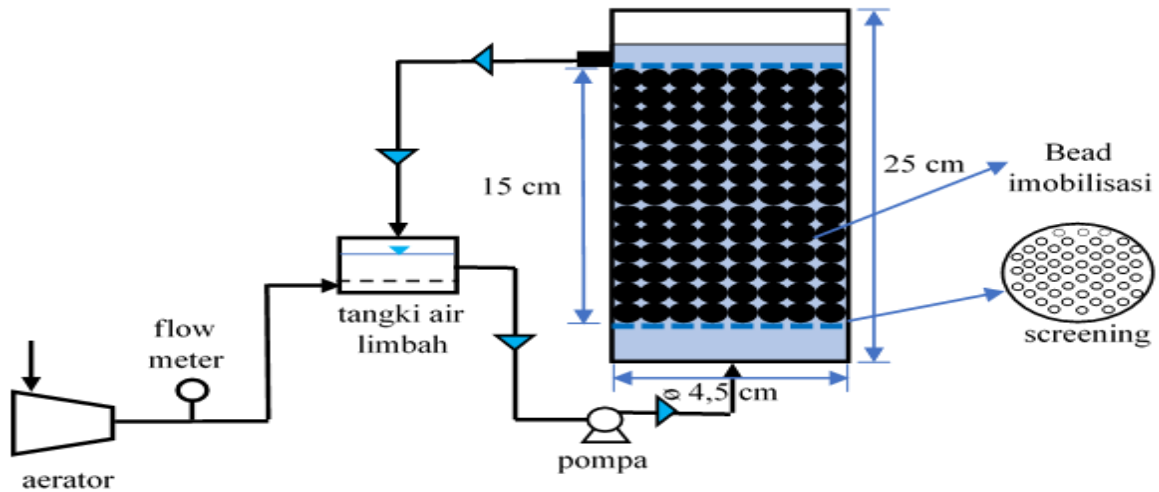 15 cm
25 cm
Bead
imobilisasi
screening
tangki air
limbah
flow
meter
ø 4,5 cm
pompa
aerator